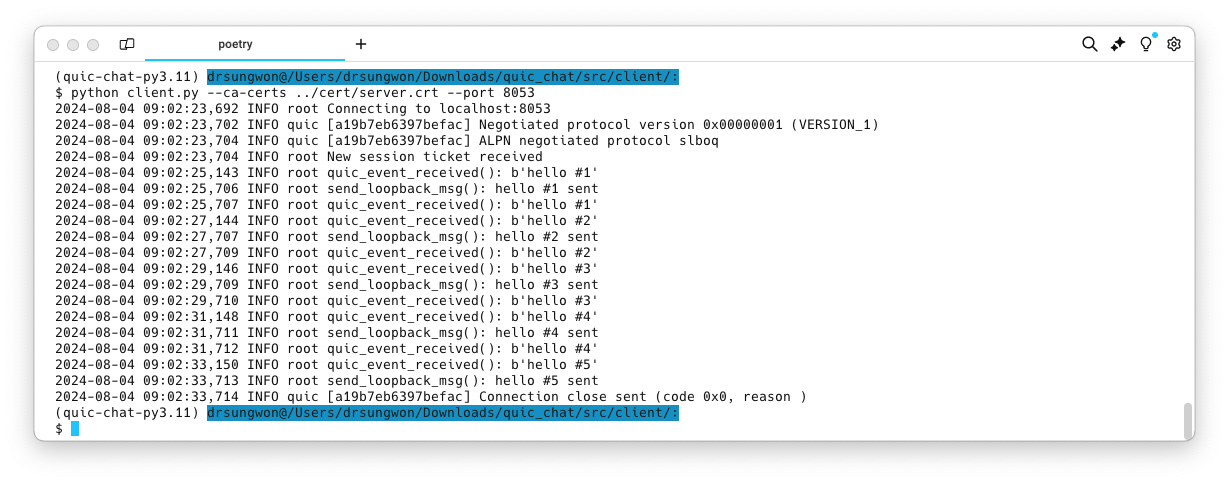 poetry
(quic-chat-py3.11) drsungwon@/Users/drsungwon/Downloads/quic_chat/src/client/:
$ python client.py --ca-certs ../cert/server.crt --port 8053
2024-08-04 09:02:23,692 INFO root Connecting to localhost:8053
2024-08-04 09:02:23,702 INFO quic [a19b7eb6397befac] Negotiated protocol version 0x00000001 (VERSION_1)
2024-08-04 09:02:23,704 INFO quic [a19b7eb6397befac] ALPN negotiated protocol slboq
2024-08-04 09:02:23,704 INFO root New session ticket received
2024-08-04 09:02:25,143 INFO root quic_event_received(): b'hello #1'
2024-08-04 09:02:25,706 INFO root send_loopback_msg(): hello #1 sent
2024-08-04 09:02:25,707 INFO root quic_event_received(): b'hello #1'
2024-08-04 09:02:27,144 INFO root quic_event_received(): b'hello #2'
2024-08-04 09:02:27,707 INFO root send_loopback_msg(): hello #2 sent
2024-08-04 09:02:27,709 INFO root quic_event_received(): b'hello #2'
2024-08-04 09:02:29,146 INFO root quic_event_received(): b'hello #3'
2024-08-04 09:02:29,709 INFO root send_loopback_msg(): hello #3 sent
2024-08-04 09:02:29,710 INFO root quic_event_received(): b'hello #3'
2024-08-04 09:02:31,148 INFO root quic_event_received(): b'hello #4'
2024-08-04 09:02:31,711 INFO root send_loopback_msg(): hello #4 sent
2024-08-04 09:02:31,712 INFO root quic_event_received(): b'hello #4'
2024-08-04 09:02:33,150 INFO root quic_event_received(): b'hello #5'
2024-08-04 09:02:33,713 INFO root send_loopback_msg(): hello #5 sent
2024-08-04 09:02:33,714 INFO quic [a19b7eb6397befac] Connection close sent (code 0x0, reason )
(quic-chat-py3.11) drsungwon@/Users/drsungwon/Downloads/quic_chat/src/client/:
$